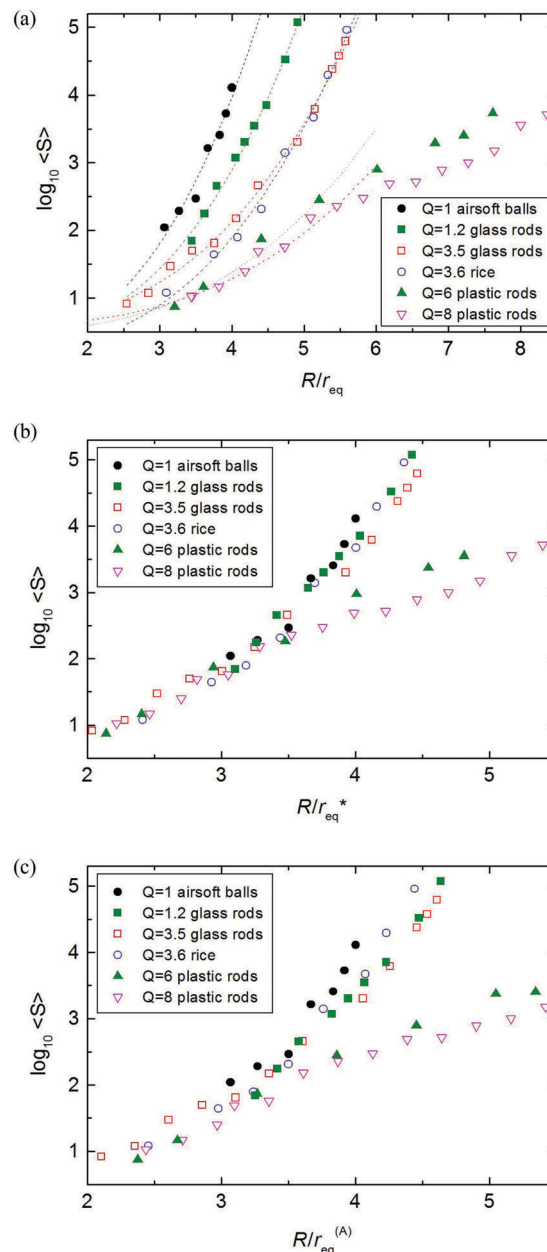 (a)
5
4
3
2
1
0
log10 <S>
Q=1 airsoft balls
Q=1.2 glass rods
Q=3.5 glass rods
Q=3.6 rice
Q=6 plastic rods
Q=8 plastic rods
2 3 4 5 6 7 8
R/req
(b)
5
4
3
2
1
log10 <S>
Q=1 airsoft balls
Q=1.2 glass rods
Q=3.5 glass rods
Q=3.6 rice
Q=6 plastic rods
Q=8 plastic rods
2 3 4 5
R/req*
(c)
5
4
3
2
1
log10 <S>
Q=1 airsoft balls
Q=1.2 glass rods
Q=3.5 glass rods
Q=3.6 rice
Q=6 plastic rods
Q=8 plastic rods
2 3 4 5
R/req(A)